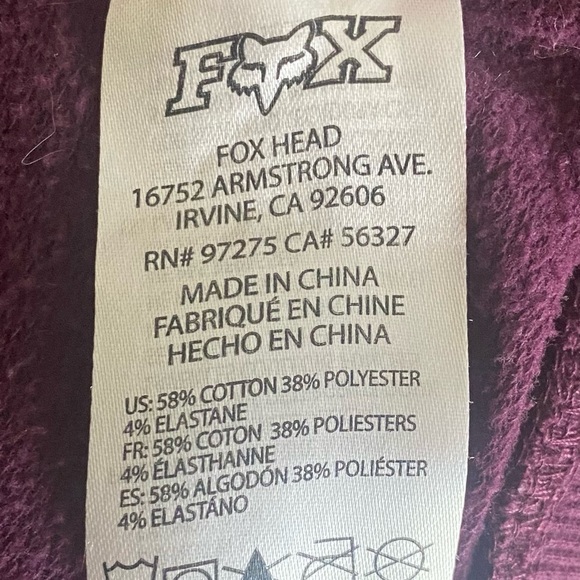 FOX
FOX HEAD
16752 ARMSTRONG AVE.
IRVINE, CA 92606
RN# 97275 CA# 56327
MADE IN CHINA
FABRIQUÉ EN CHINE
HECHO EN CHINA
US: 58% COTTON 38% POLYESTER
4% ELASTANE
FR: 58% COTON 38% POLIESTERS
4% ÉLASTHANNE
ES: 58% ALGODÓN 38% POLIÉSTER
4% ELASTÁNO